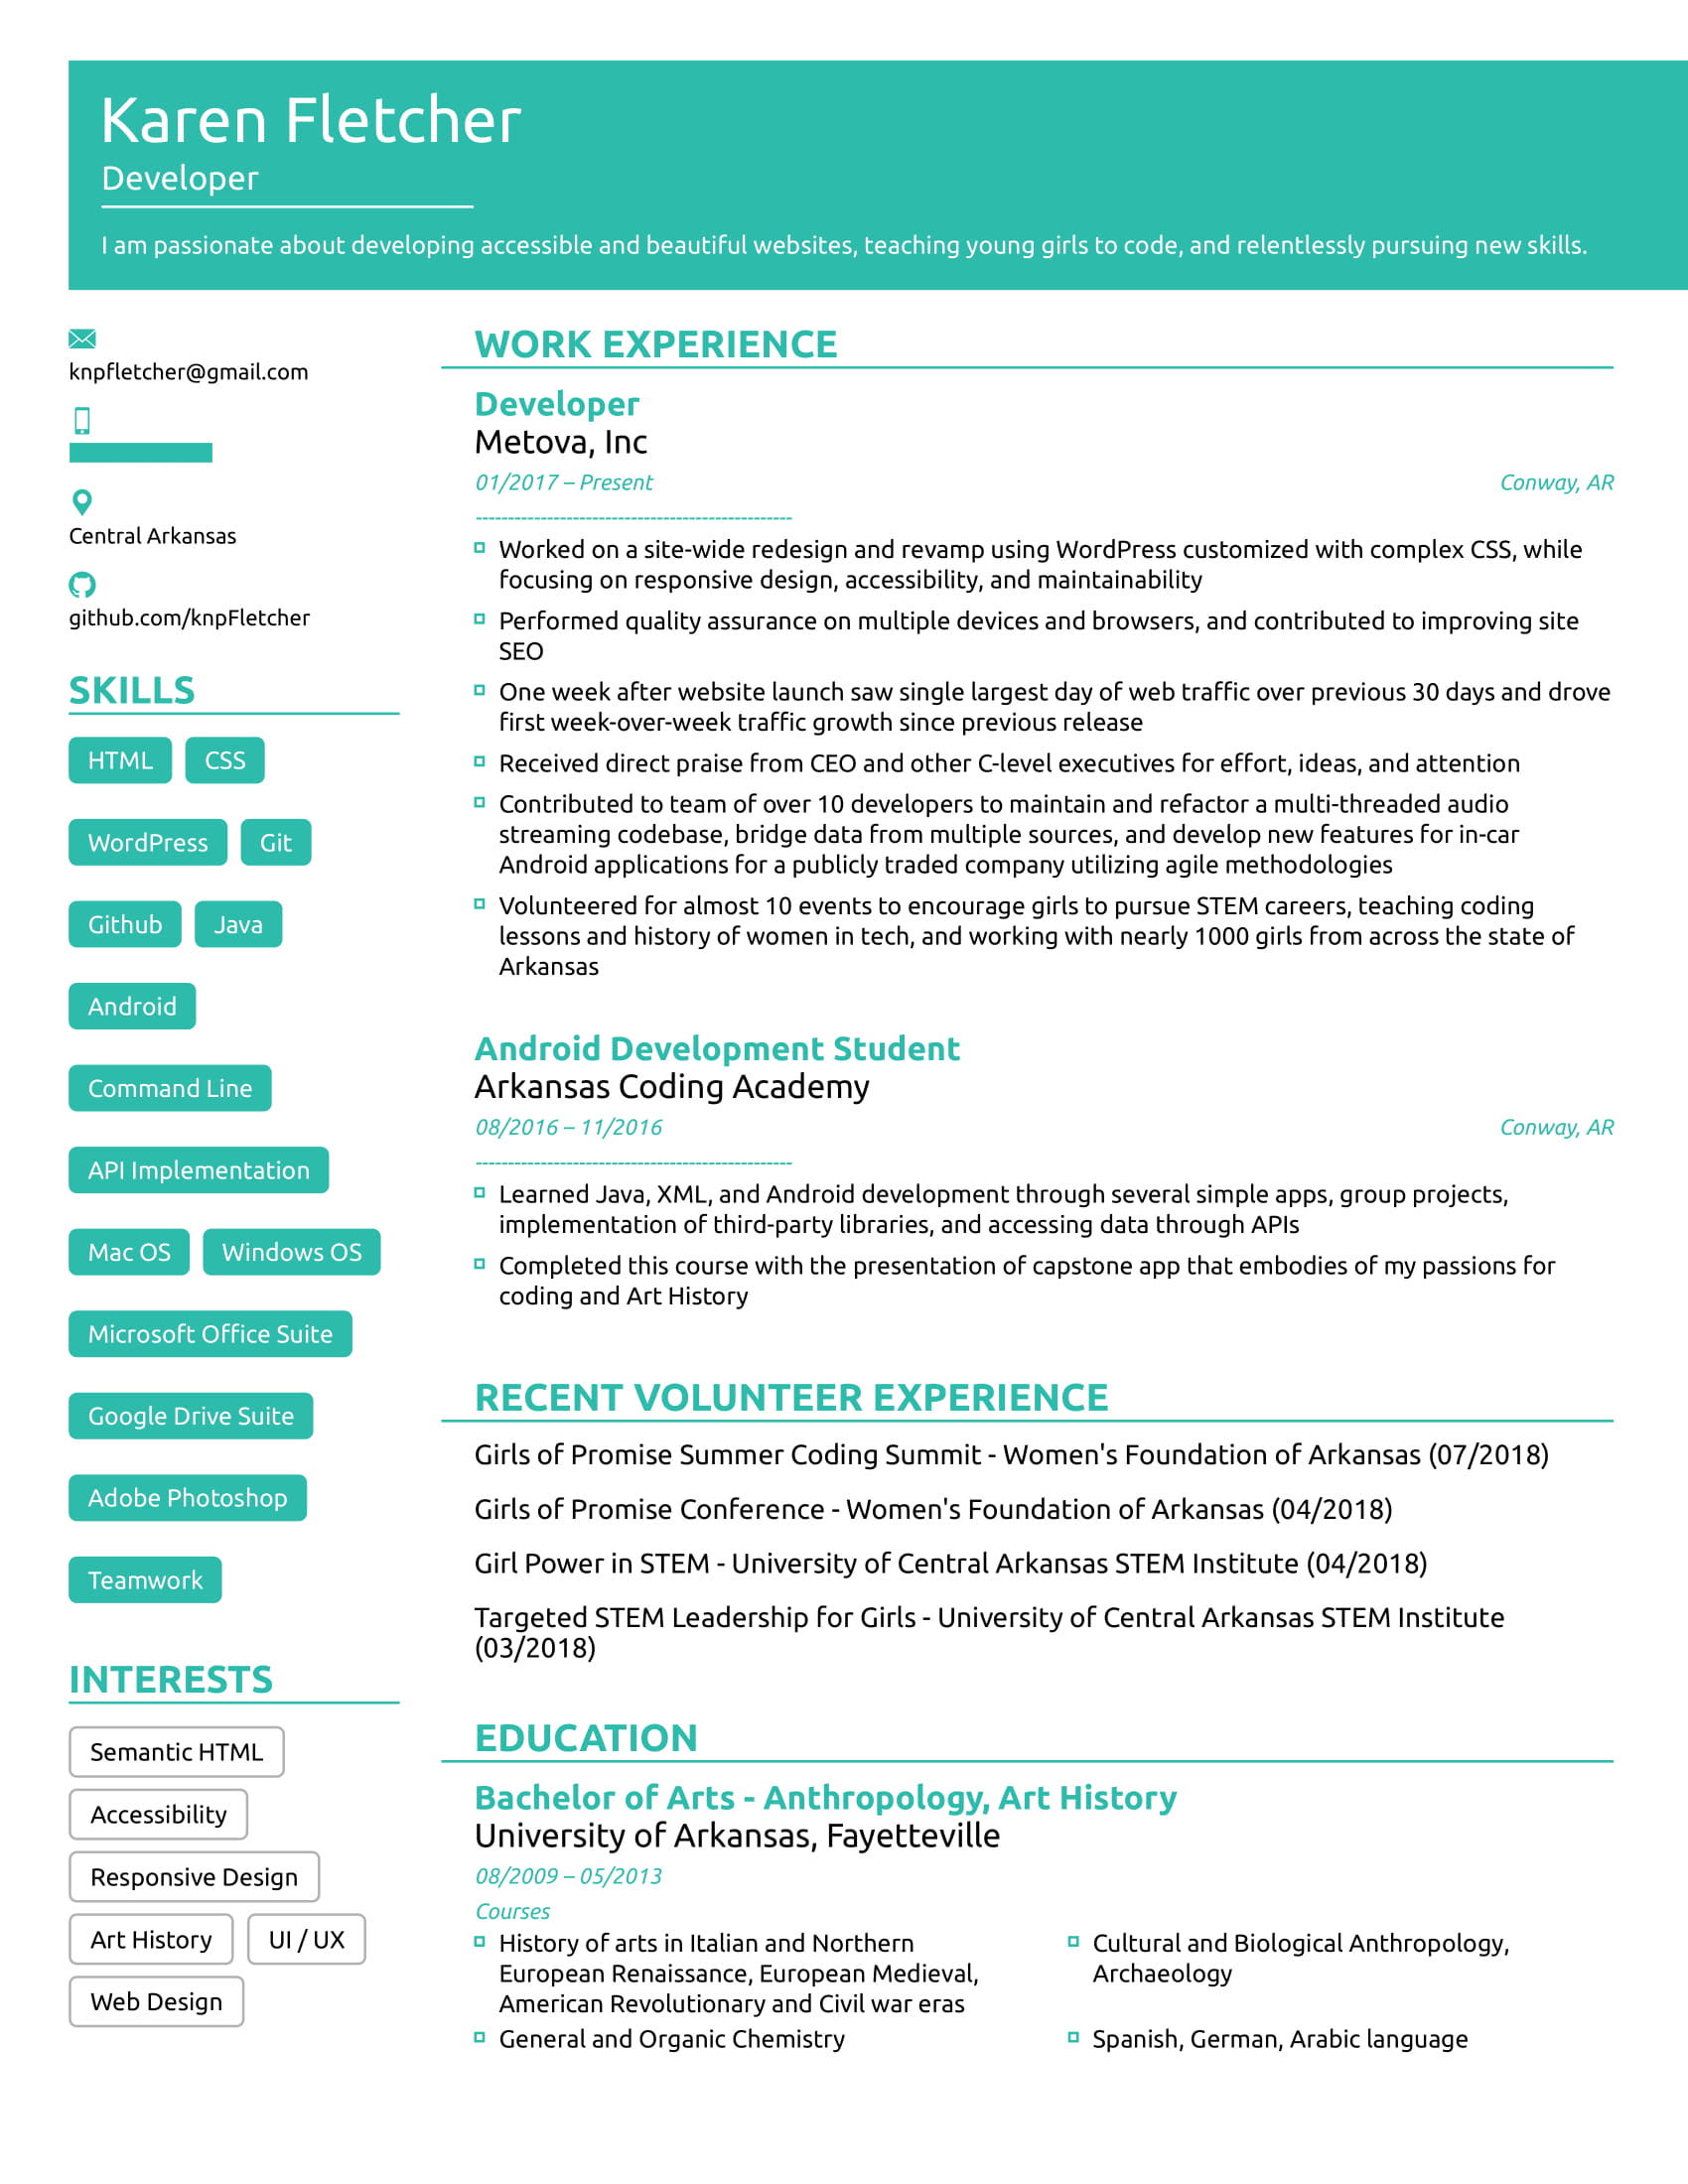 Karen Fletcher
Developer
I am passionate about developing accessible and beautiful websites, teaching young girls to code, and relentlessly pursuing new skills.
knpfletcher@gmail.com
Central Arkansas
github.com/knpFletcher
SKILLS
HTML CSS
WordPress Git
Github Java
Android
Command Line
API Implementation
Mac OS Windows OS
Microsoft Office Suite
Google Drive Suite
Adobe Photoshop
Teamwork
INTERESTS
Semantic HTML
Accessibility
Responsive Design
Art History UI / UX
Web Design
WORK EXPERIENCE
Developer
Metova, Inc
01/2017 – Present Conway, AR
-------------------------------------------------
Worked on a site-wide redesign and revamp using WordPress customized with complex CSS, while
focusing on responsive design, accessibility, and maintainability
Performed quality assurance on multiple devices and browsers, and contributed to improving site
SEO
One week after website launch saw single largest day of web traffic over previous 30 days and drove
first week-over-week traffic growth since previous release
Received direct praise from CEO and other C-level executives for effort, ideas, and attention
Contributed to team of over 10 developers to maintain and refactor a multi-threaded audio
streaming codebase, bridge data from multiple sources, and develop new features for in-car
Android applications for a publicly traded company utilizing agile methodologies
Volunteered for almost 10 events to encourage girls to pursue STEM careers, teaching coding
lessons and history of women in tech, and working with nearly 1000 girls from across the state of
Arkansas
Android Development Student
Arkansas Coding Academy
08/2016 – 11/2016 Conway, AR
-------------------------------------------------
Learned Java, XML, and Android development through several simple apps, group projects,
implementation of third-party libraries, and accessing data through APIs
Completed this course with the presentation of capstone app that embodies of my passions for
coding and Art History
RECENT VOLUNTEER EXPERIENCE
Girls of Promise Summer Coding Summit - Women's Foundation of Arkansas (07/2018)
Girls of Promise Conference - Women's Foundation of Arkansas (04/2018)
Girl Power in STEM - University of Central Arkansas STEM Institute (04/2018)
Targeted STEM Leadership for Girls - University of Central Arkansas STEM Institute
(03/2018)
EDUCATION
Bachelor of Arts - Anthropology, Art History
University of Arkansas, Fayetteville
08/2009 – 05/2013
Courses
History of arts in Italian and Northern
European Renaissance, European Medieval,
American Revolutionary and Civil war eras
Cultural and Biological Anthropology,
Archaeology
General and Organic Chemistry
Spanish, German, Arabic language